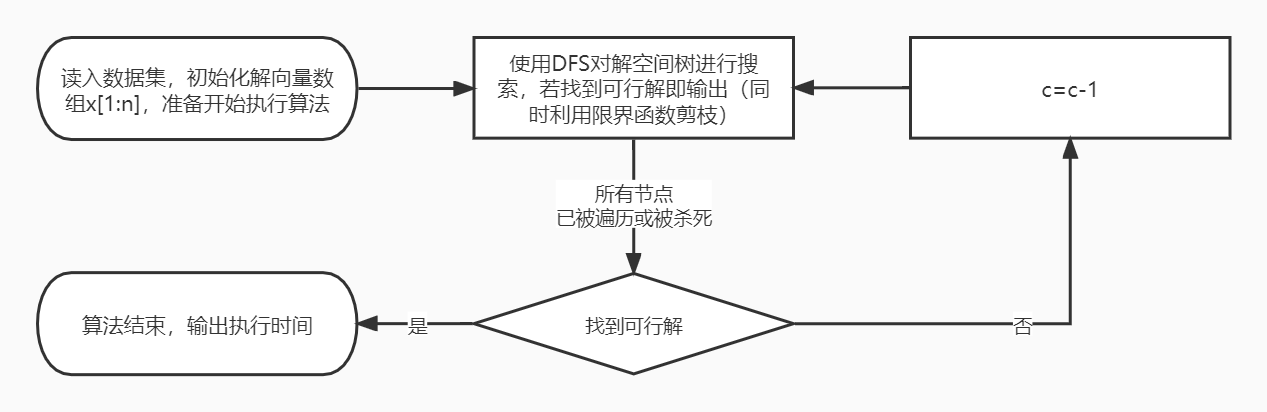 读入数据集，初始化解向量数
组x[1:n]，准备开始执行算法
使用DFS对解空间树进行搜
索，若找到可行解即输出（同
时利用限界函数剪枝）
c=c-1
所有节点
已被遍历或被杀死
算法结束，输出执行时间
是
找到可行解
否